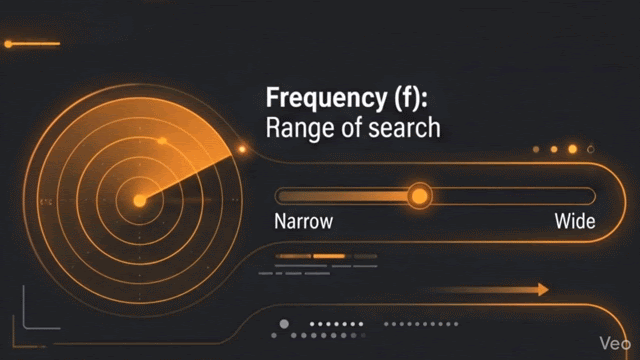 Frequency (f):
Range of search
Narrow
Wide
Veo